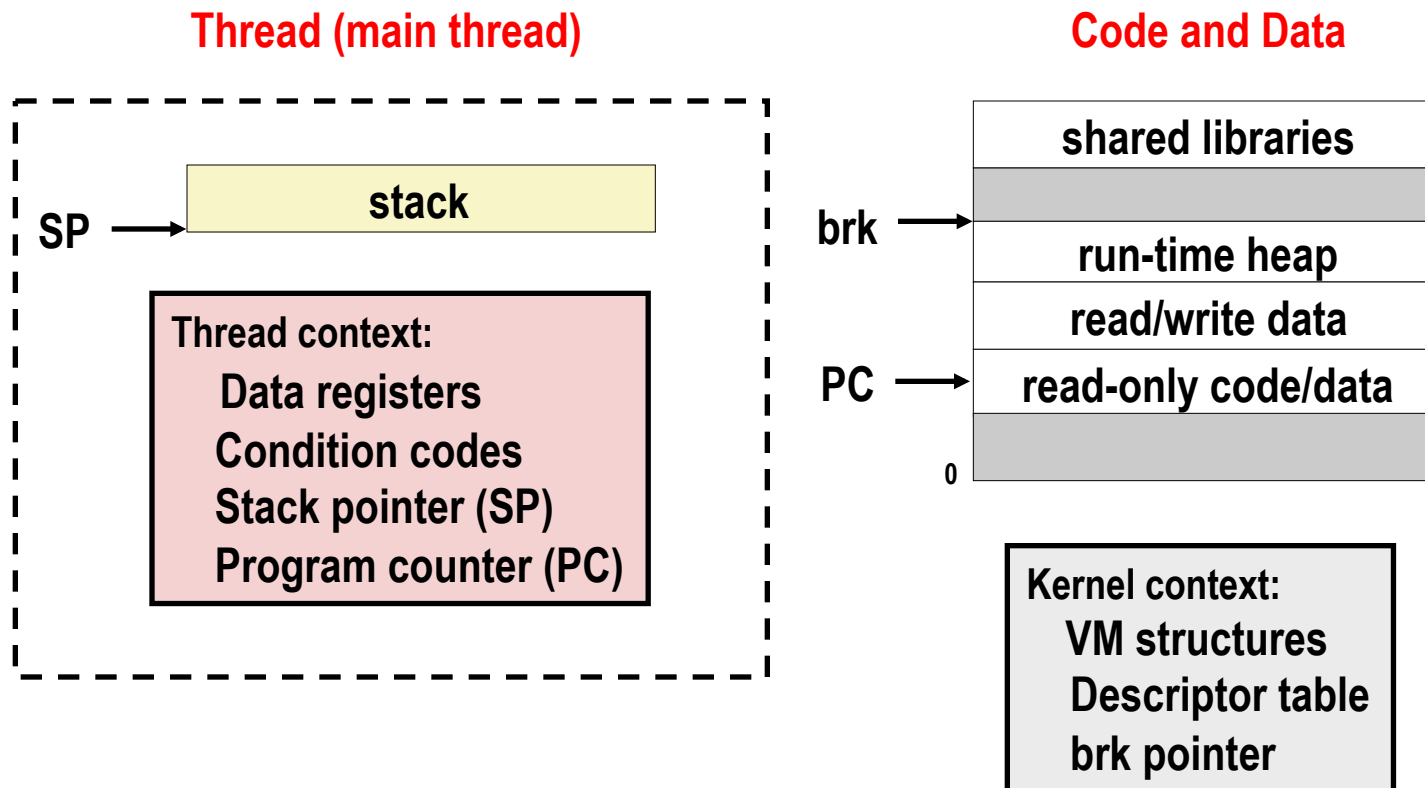 Thread (main thread)
stack
SP
Thread context:
Data registers
Condition codes
Stack pointer (SP)
Program counter (PC)
Code and Data
shared libraries
brk
run-time heap
read/write data
PC
read-only code/data
0
Kernel context:
VM structures
Descriptor table
brk pointer